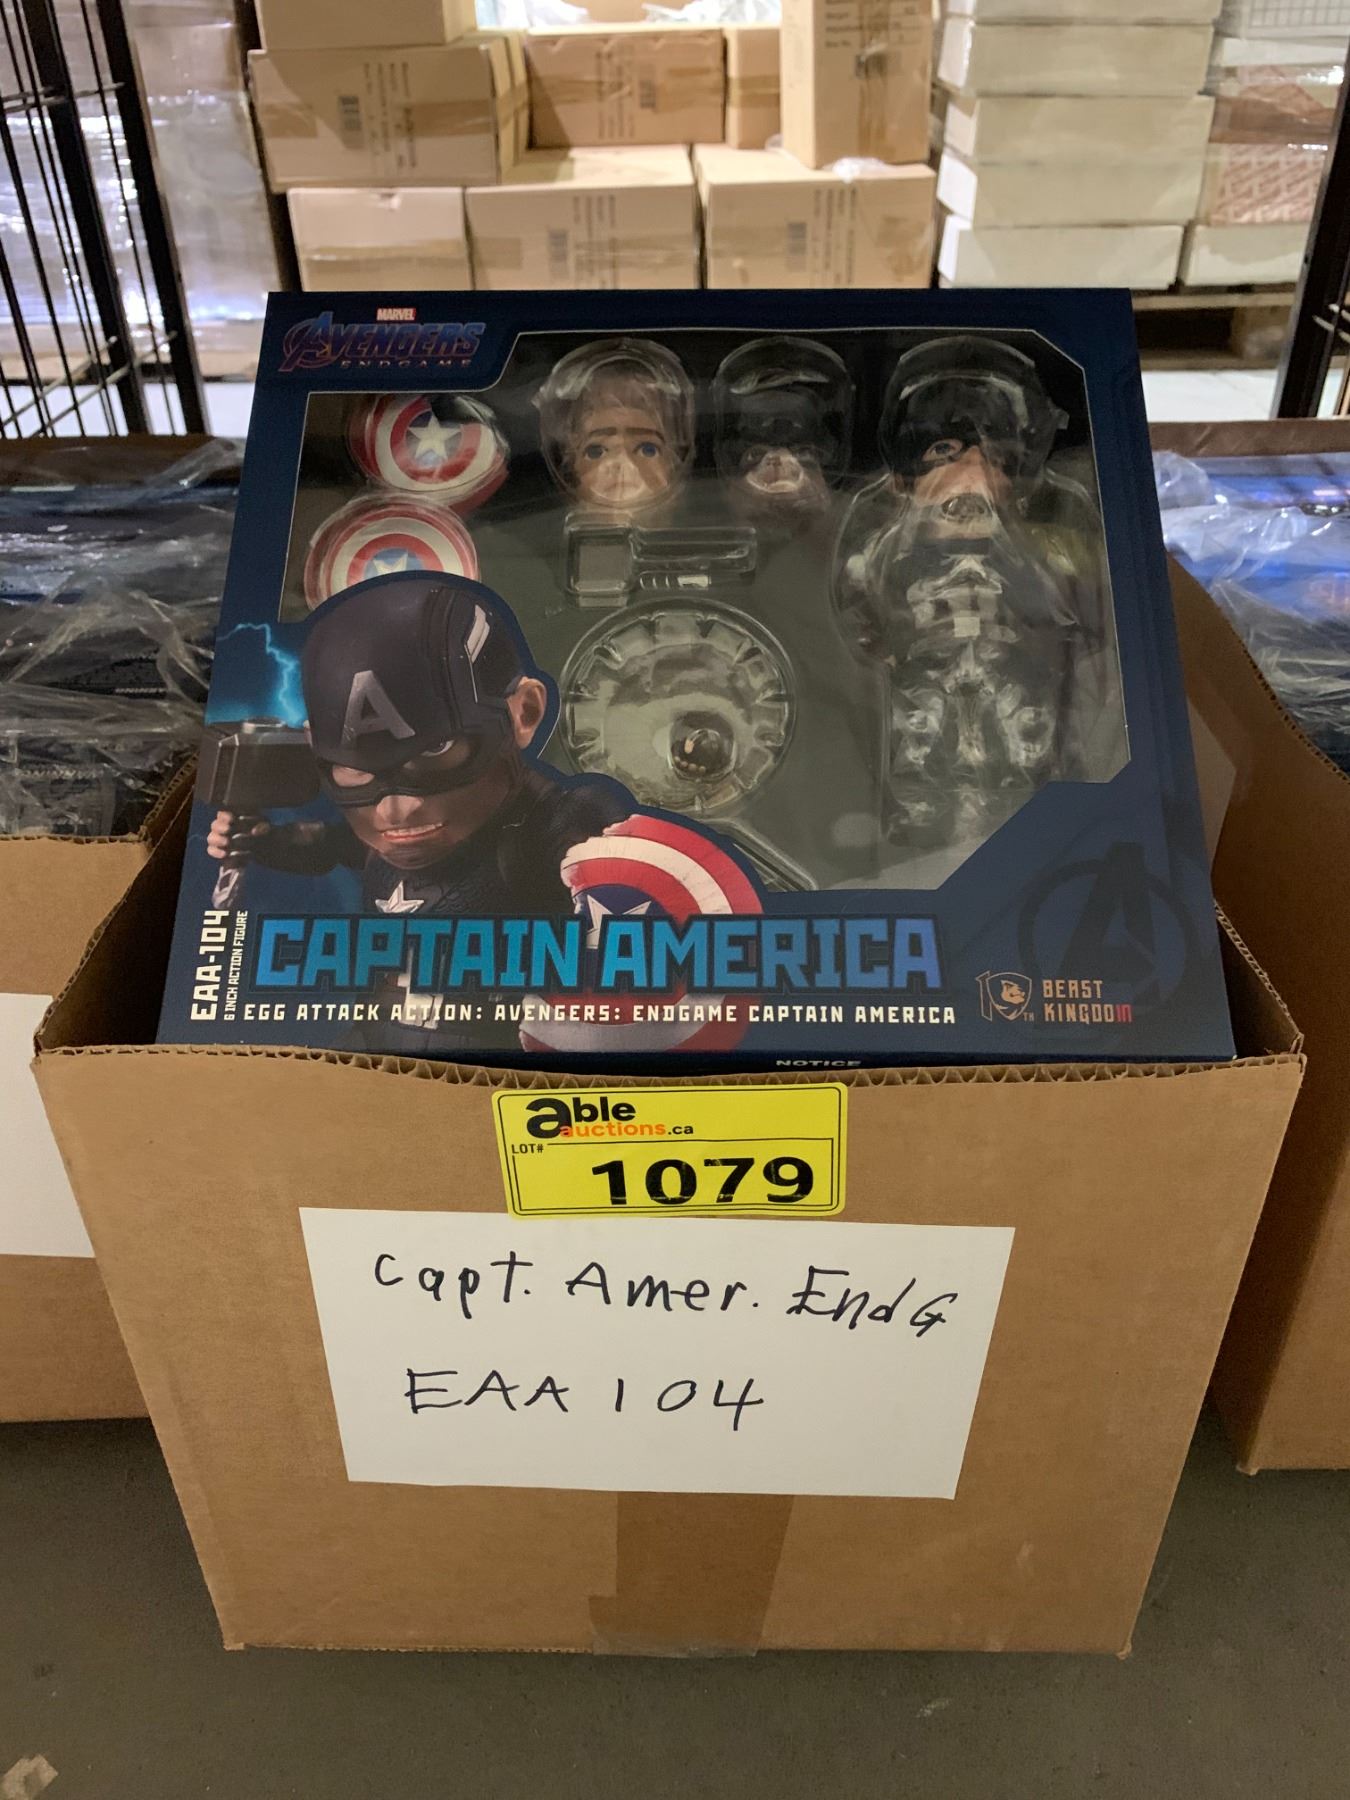 MARVEL
AVENGERS
ENDGAME
A
EAA-104
6 INCH ACTION FIGURE
CAPTAIN AMERICA
EGG ATTACK ACTION: AVENGERS: ENDGAME CAPTAIN AMERICA
10TH
BEAST
KINGDOM
NOTICE
able
auctions.ca
LOT#
1079
Capt. Amer. EndG
EAA 104